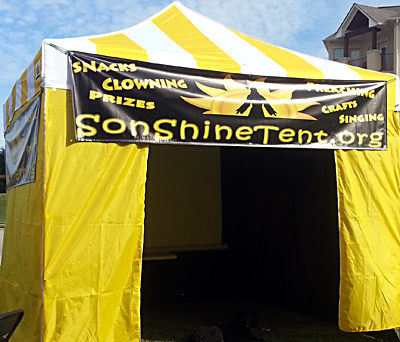 SNACKS
CLOWNING
PRIZES
PREACHING
CRAFTS
SINGING
SonShineTent.org